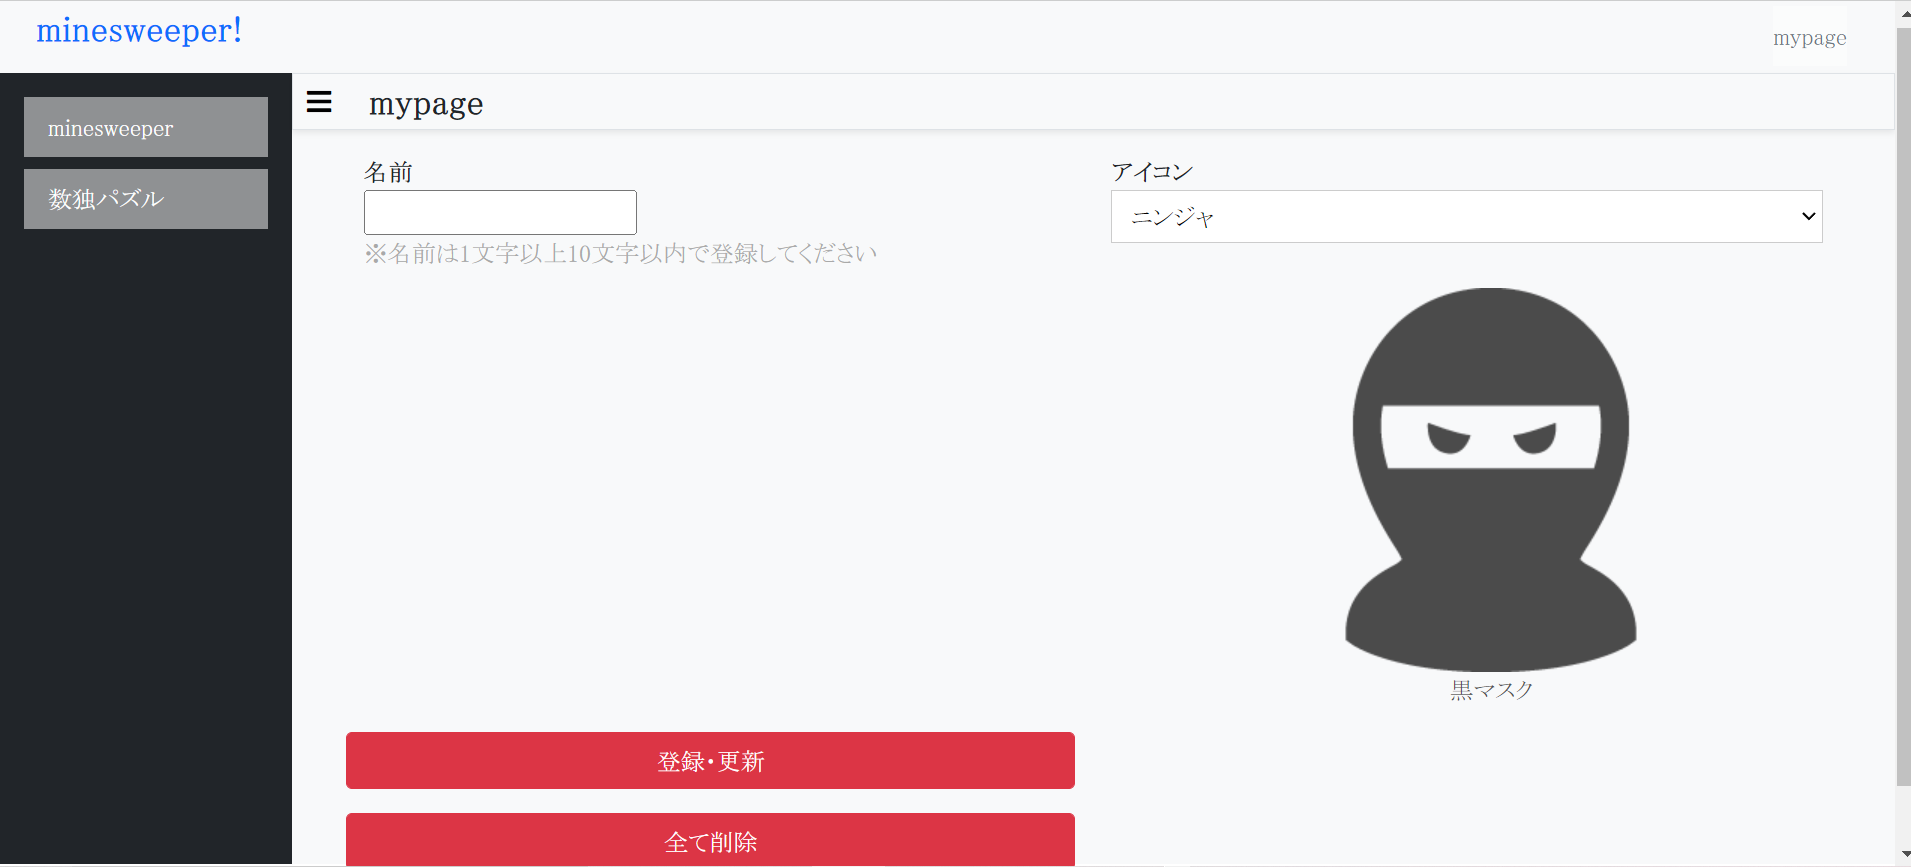 minesweeper!
mypage
minesweeper
数独パズル
mypage
名前
※名前は1文字以上10文字以内で登録してください
アイコン
ニンジャ
黒マスク
登録・更新
全て削除